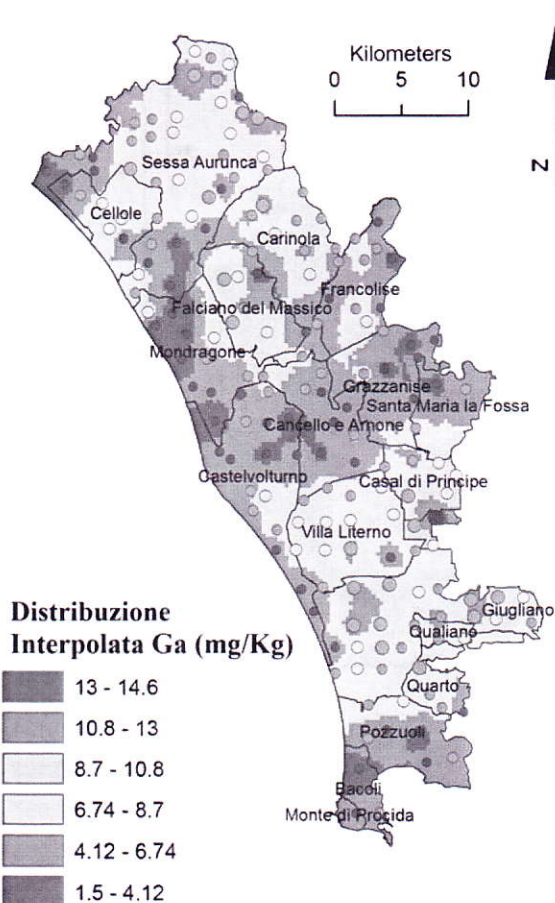 Kilometers
0 5 10
N
Sessa Aurunca
Cellole
Carinola
Francolise
Falciano del Massico
Mondragone
Grazzanise
Santa Maria la Fossa
Cancello e Arnone
Castelvolturno
Casal di Principe
Villa Literno
Giugliano
Qualiano
Quarto
Pozzuoli
Bacoli
Monte di Procida
Distribuzione
Interpolata Ga (mg/Kg)
13 - 14.6
10.8 - 13
8.7 - 10.8
6.74 - 8.7
4.12 - 6.74
1.5 - 4.12